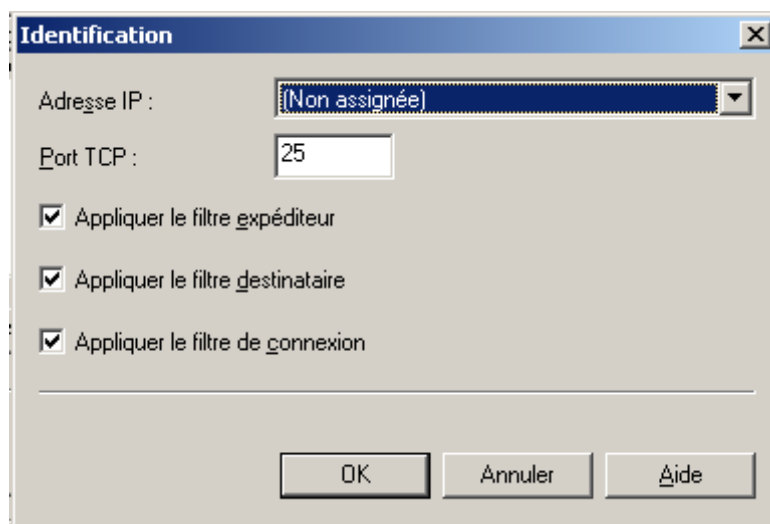 Identification
Adresse IP : (Non assignée)
Port TCP : 25
Appliquer le filtre expéditeur
Appliquer le filtre destinataire
Appliquer le filtre de connexion
OK Annuler Aide